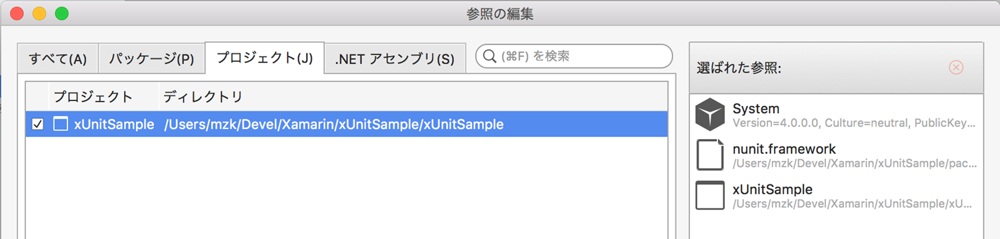 参照の編集
すべて(A) パッケージ(P) プロジェクト(J) .NET アセンブリ(S) (⌘F) を検索
プロジェクト ディレクトリ
xUnitSample /Users/mzk/Devel/Xamarin/xUnitSample/xUnitSample
選ばれた参照:
System
Version=4.0.0.0, Culture=neutral, PublicKey...
nunit.framework
/Users/mzk/Devel/Xamarin/xUnitSample/pac...
xUnitSample
/Users/mzk/Devel/Xamarin/xUnitSample/xU...